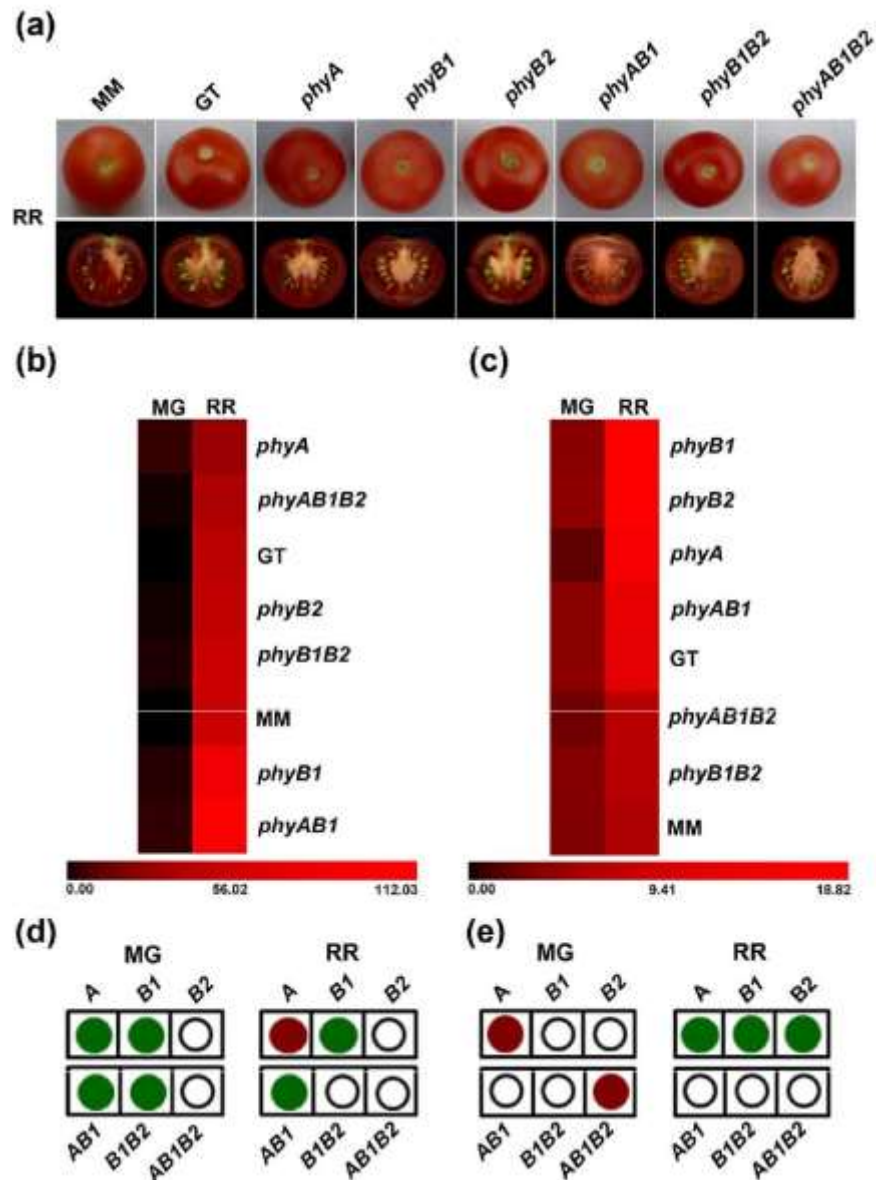 (a)
MM GT phyA phyB1 phyB2 phyAB1 phyB1B2 phyAB1B2
RR
(b)
MG RR
phyA
phyAB1B2
GT
phyB2
phyB1B2
MM
phyB1
phyAB1
0.00 56.02 112.03
(c)
MG RR
phyB1
phyB2
phyA
phyAB1
GT
phyAB1B2
phyB1B2
MM
0.00 9.41 18.82
(d)
MG
A B1 B2
AB1 B1B2 AB1B2
RR
A B1 B2
AB1 B1B2 AB1B2
(e)
MG
A B1 B2
AB1 B1B2 AB1B2
RR
A B1 B2
AB1 B1B2 AB1B2